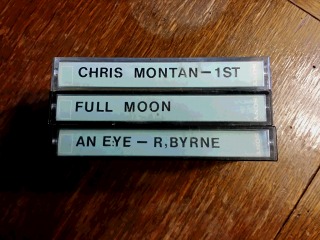 CHRIS MONTAN-1ST
FULL MOON
AN EYE - R,BYRNE